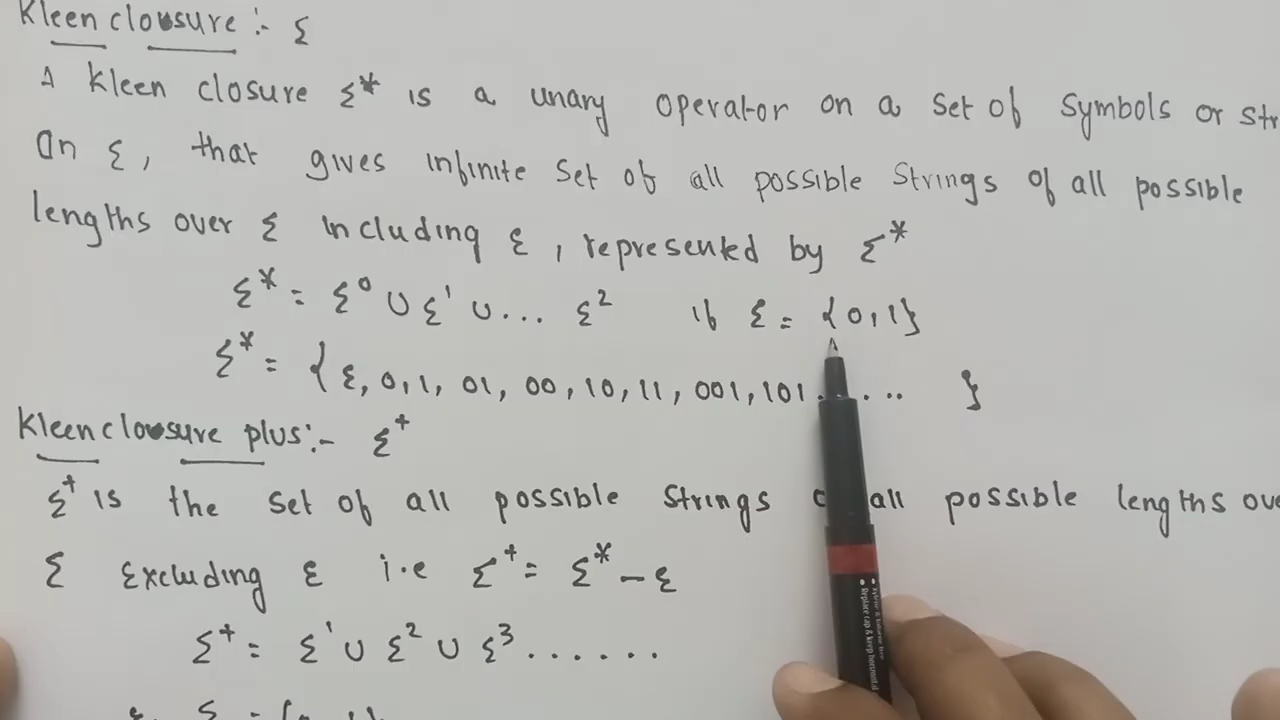 Kleen clousure :- Σ
A kleen closure Σ* is a unary operator on a set of symbols or str
on Σ, that gives infinite set of all possible strings of all possible
lengths over Σ including ε, represented by Σ*
Σ* = Σ⁰ ∪ Σ¹ ∪ ... Σ² if Σ = {0,1}
Σ* = {ε, 0, 1, 01, 00, 10, 11, 001, 101 ..... }
Kleen clousure plus:- Σ⁺
Σ⁺ is the set of all possible strings all possible lengths ove
Σ Excluding ε i.e Σ⁺ = Σ* - ε
Σ⁺ = Σ¹ ∪ Σ² ∪ Σ³ ......